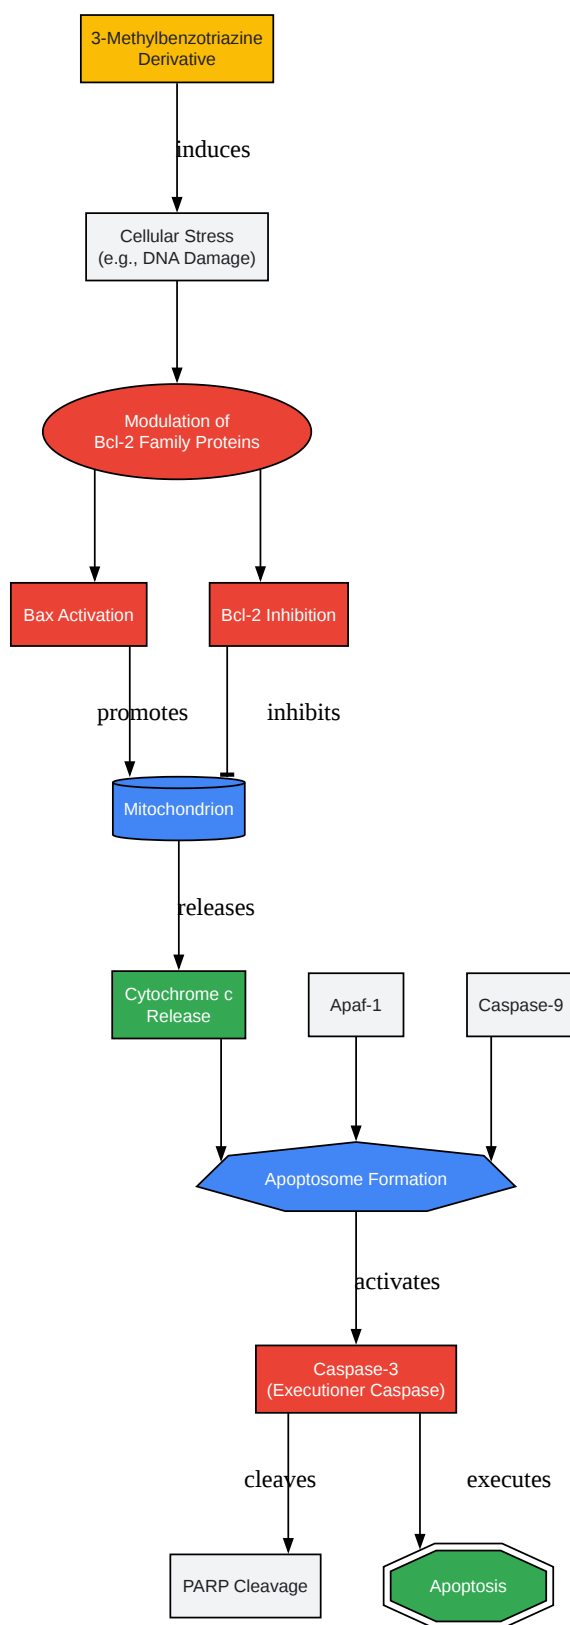 3-Methylbenzotriazine
Derivative
induces
Cellular Stress
(e.g., DNA Damage)
Modulation of
Bcl-2 Family Proteins
Bax Activation
Bcl-2 Inhibition
promotes
inhibits
Mitochondrion
releases
Cytochrome c
Release
Apaf-1
Caspase-9
Apoptosome Formation
activates
Caspase-3
(Executioner Caspase)
cleaves
executes
PARP Cleavage
Apoptosis